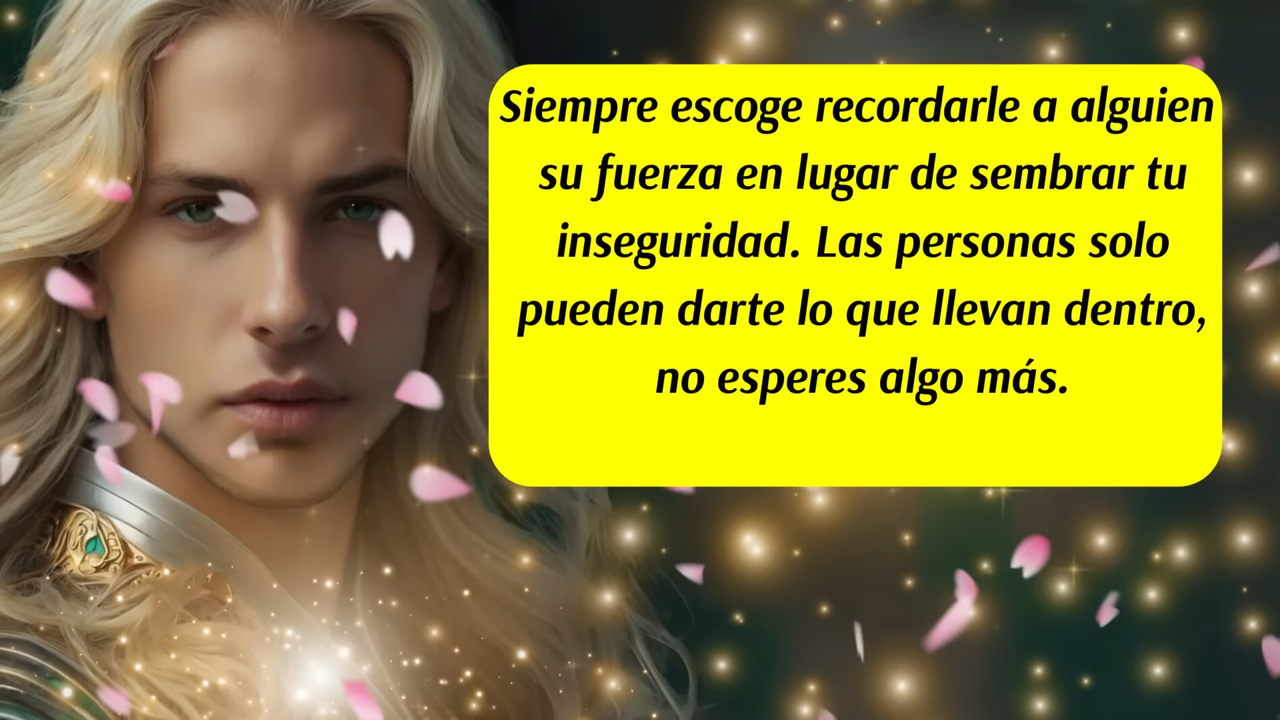 Siempre escoge recordarle a alguien
su fuerza en lugar de sembrar tu
inseguridad. Las personas solo
pueden darte lo que llevan dentro,
no esperes algo más.